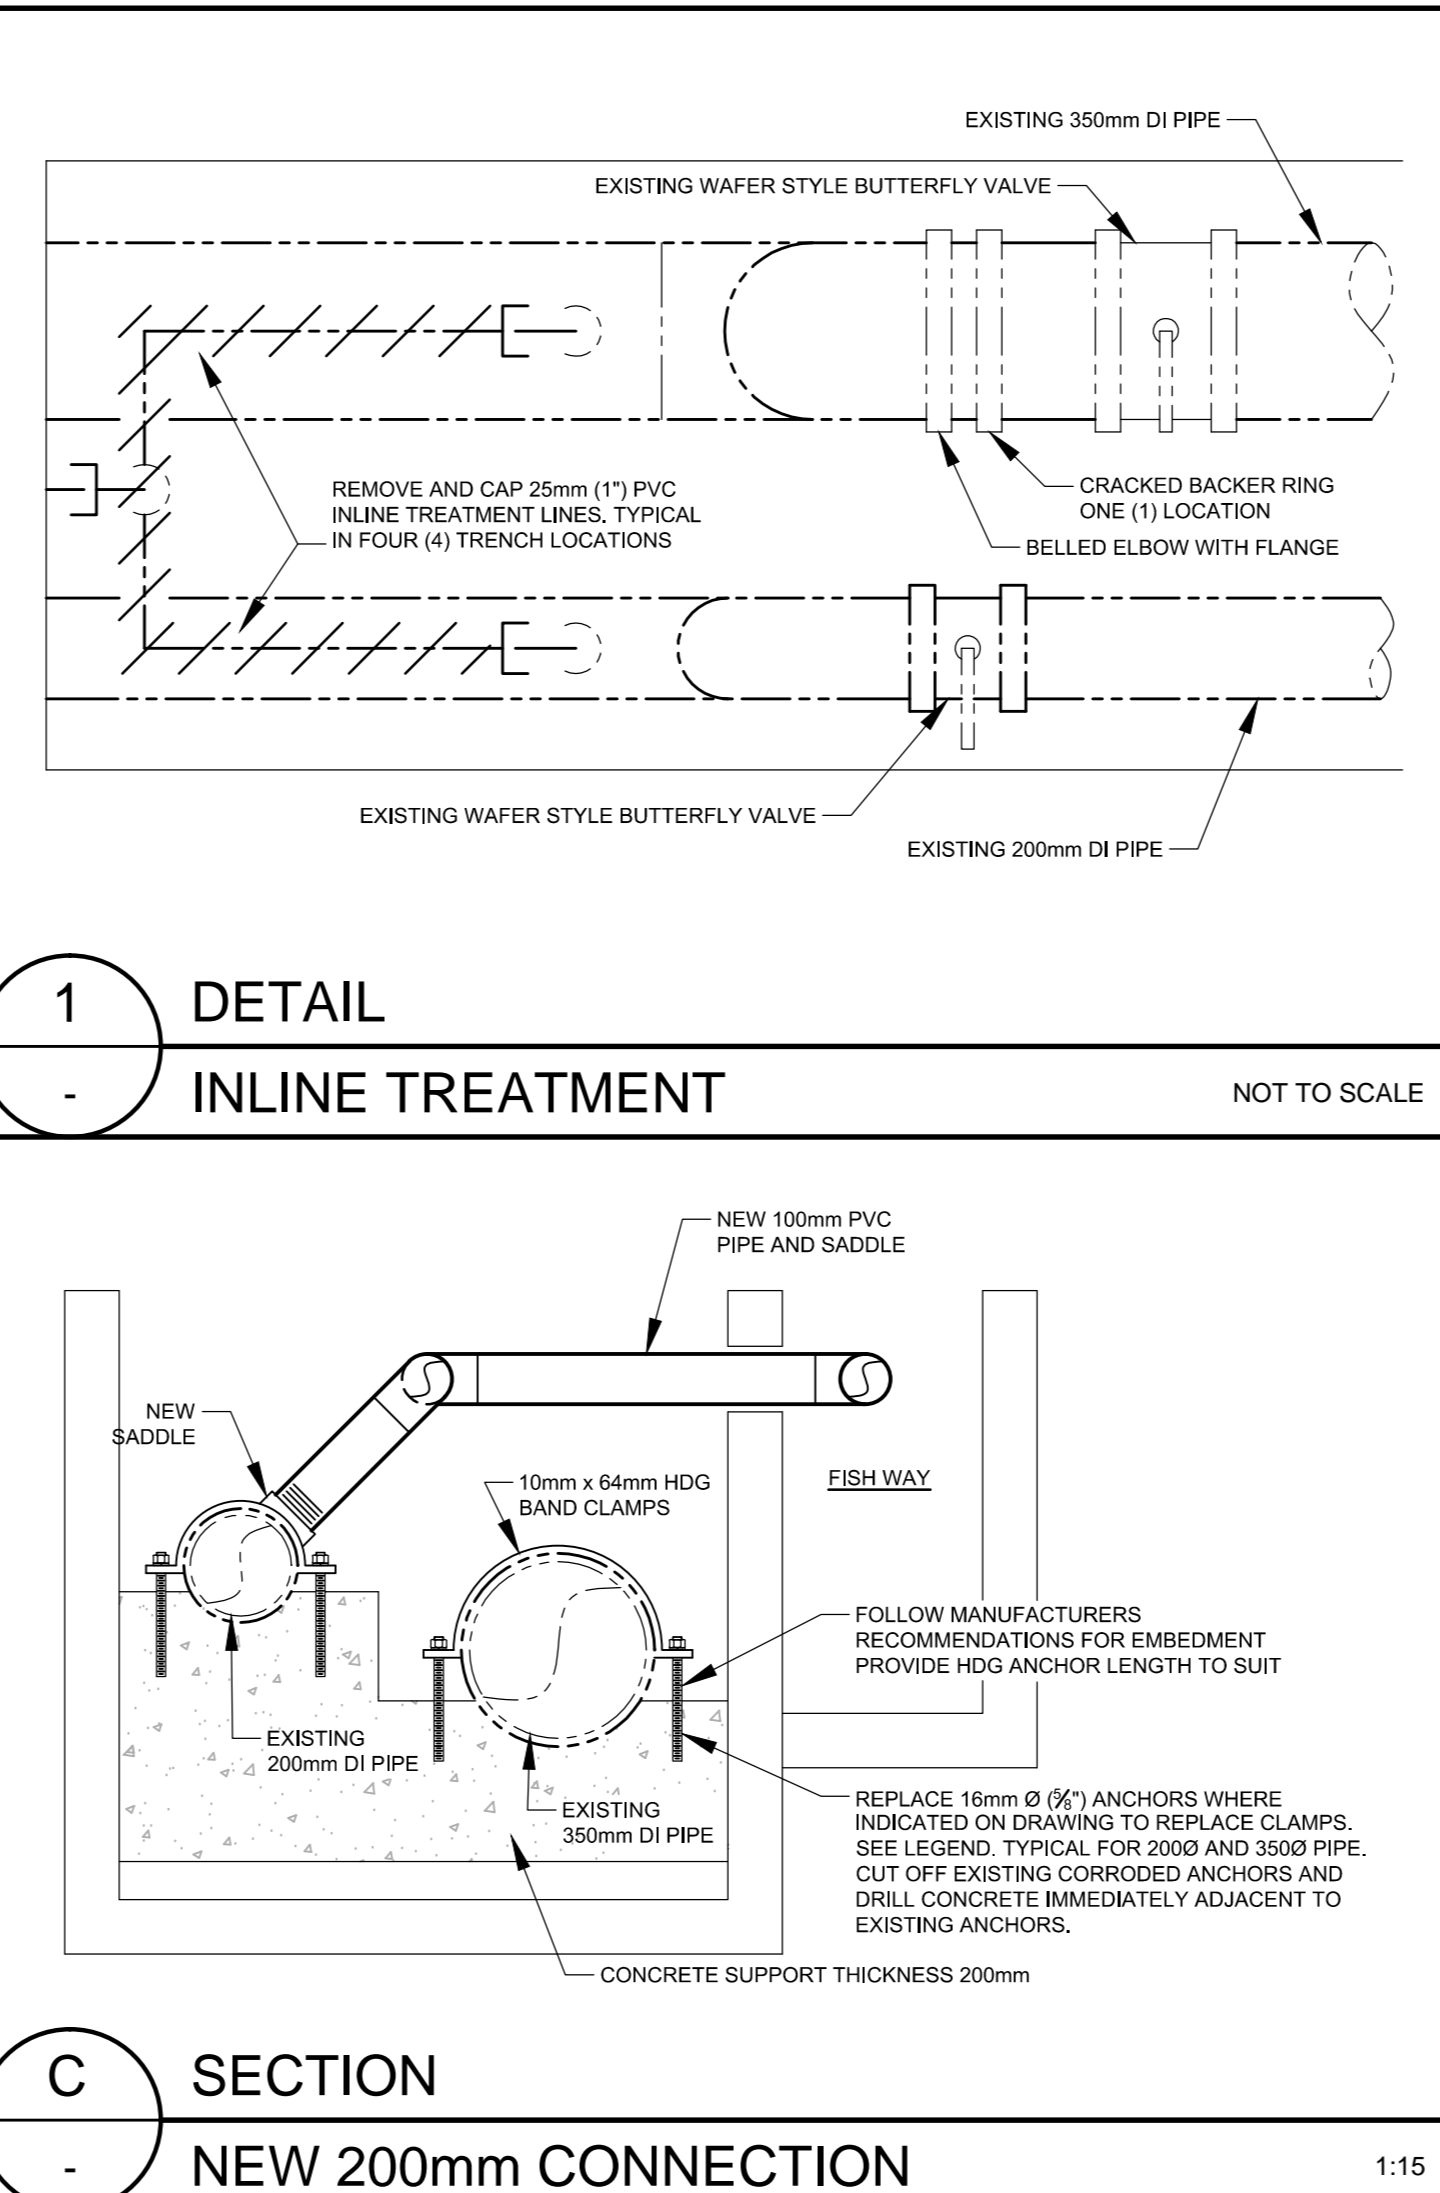 EXISTING 350mm DI PIPE
EXISTING WAFER STYLE BUTTERFLY VALVE
REMOVE AND CAP 25mm (1") PVC
INLINE TREATMENT LINES. TYPICAL
IN FOUR (4) TRENCH LOCATIONS
CRACKED BACKER RING
ONE (1) LOCATION
BELLED ELBOW WITH FLANGE
EXISTING WAFER STYLE BUTTERFLY VALVE
EXISTING 200mm DI PIPE
1
DETAIL
-
INLINE TREATMENT
NOT TO SCALE
NEW 100mm PVC
PIPE AND SADDLE
NEW
SADDLE
10mm x 64mm HDG
BAND CLAMPS
FISH WAY
FOLLOW MANUFACTURERS
RECOMMENDATIONS FOR EMBEDMENT
PROVIDE HDG ANCHOR LENGTH TO SUIT
EXISTING
200mm DI PIPE
EXISTING
350mm DI PIPE
REPLACE 16mm Ø (⅝") ANCHORS WHERE
INDICATED ON DRAWING TO REPLACE CLAMPS.
SEE LEGEND. TYPICAL FOR 200Ø AND 350Ø PIPE.
CUT OFF EXISTING CORRODED ANCHORS AND
DRILL CONCRETE IMMEDIATELY ADJACENT TO
EXISTING ANCHORS.
CONCRETE SUPPORT THICKNESS 200mm
C
SECTION
-
NEW 200mm CONNECTION
1:15